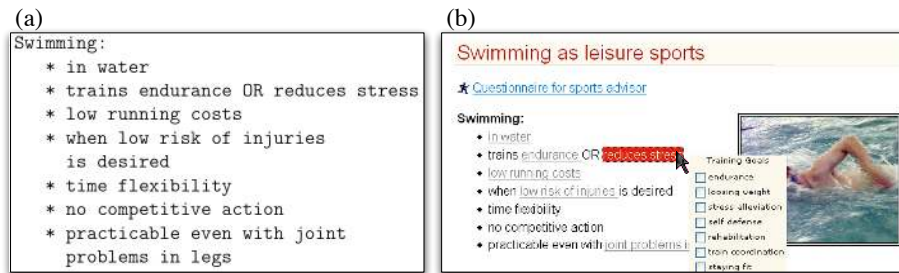 (a)
Swimming:
* in water
* trains endurance OR reduces stress
* low running costs
* when low risk of injuries
is desired
* time flexibility
* no competitive action
* practicable even with joint
problems in legs
(b)
Swimming as leisure sports
Questionnaire for sports advisor
Swimming:
• in water
• trains endurance OR reduces stress
• low running costs
• when low risk of injuries is desired
• time flexibility
• no competitive action
• practicable even with joint problems in
Training Goals
endurance
loosing weight
stress alleviation
self defense
rehabilitation
train coordination
staying fit